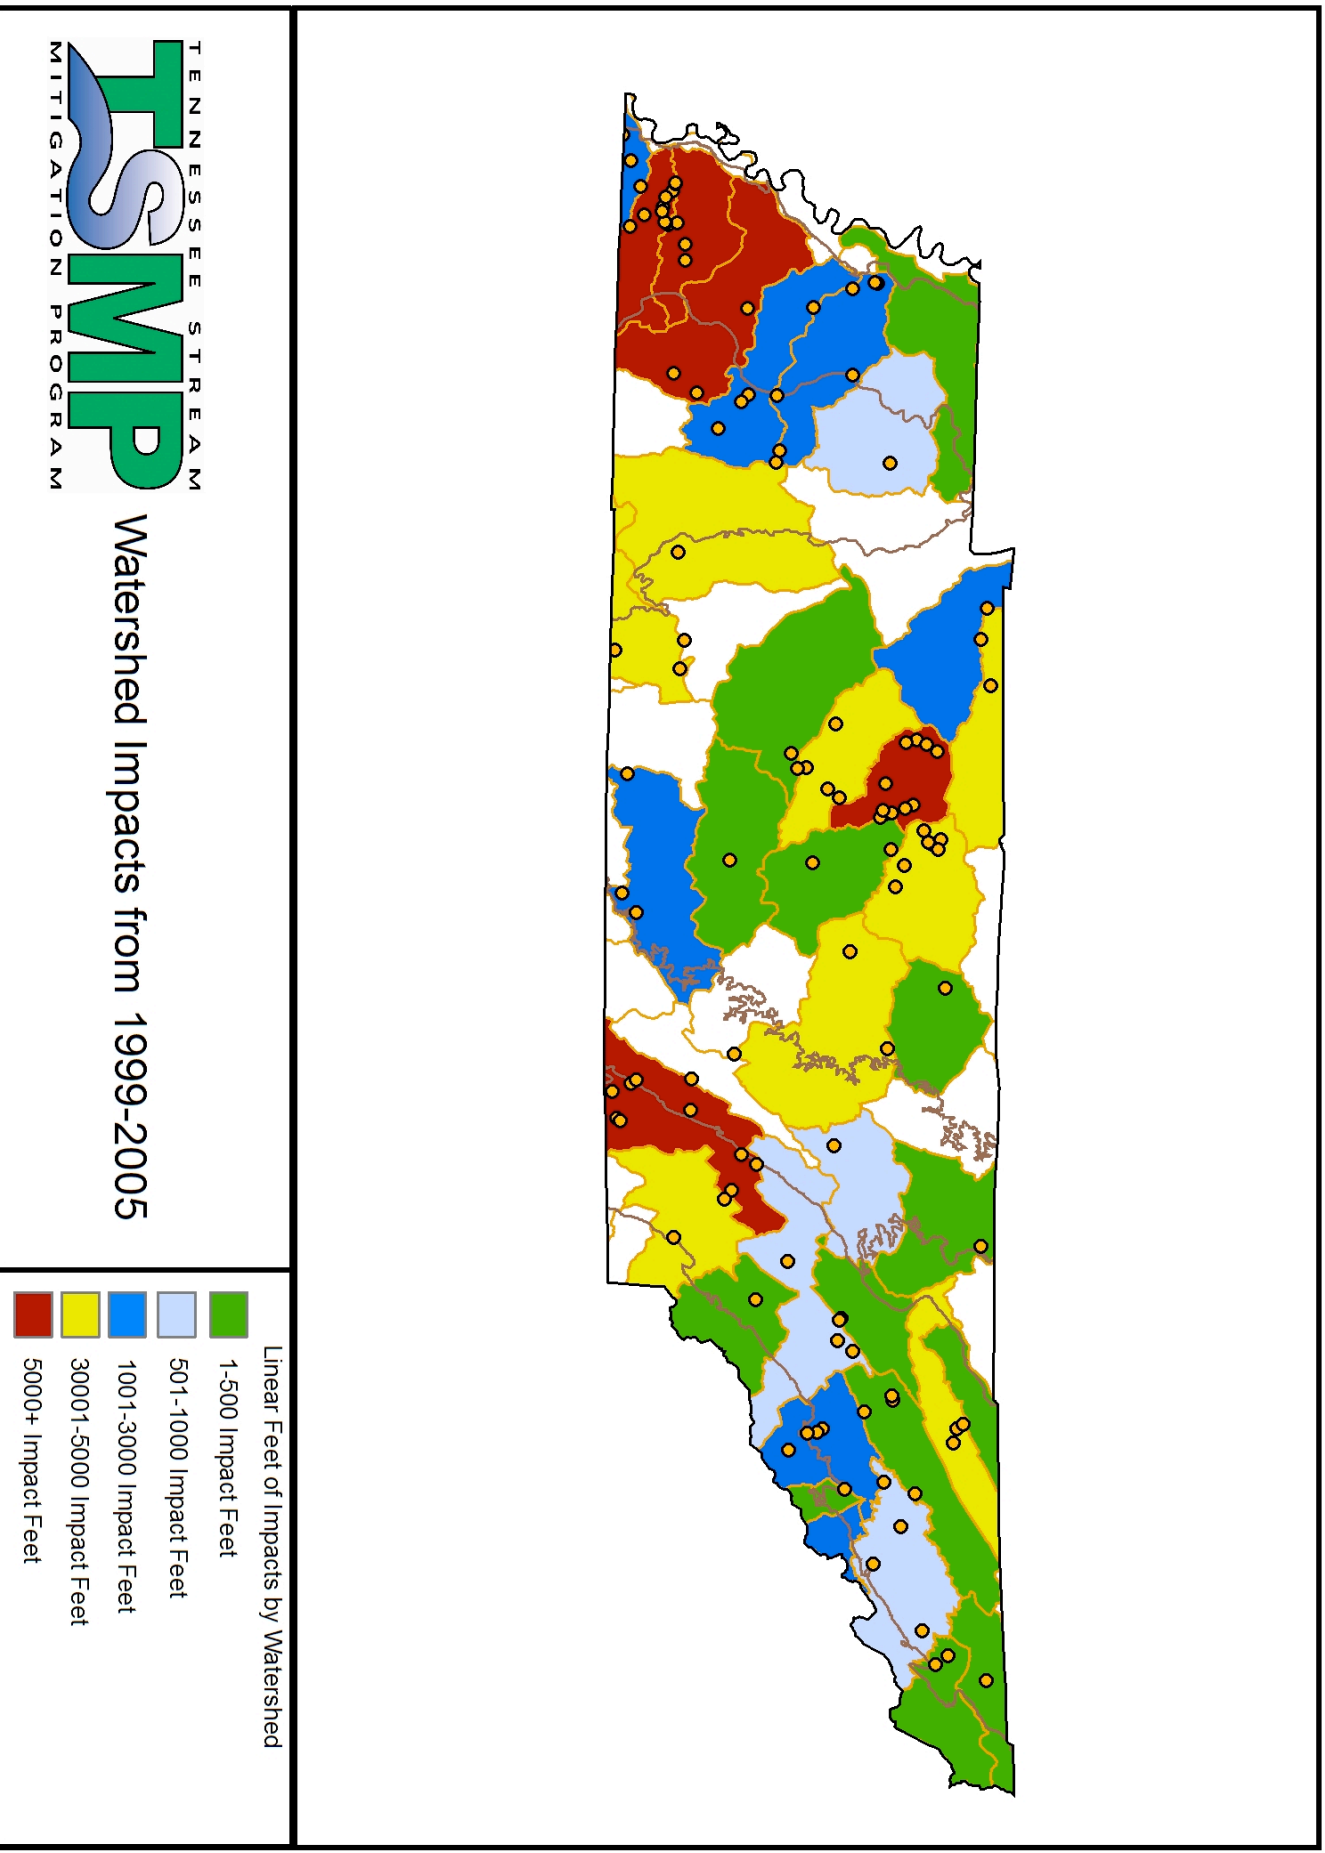 TENNESSEE STREAM
TSMP
MITIGATION PROGRAM
Watershed Impacts from 1999-2005
Linear Feet of Impacts by Watershed
1-500 Impact Feet
501-1000 Impact Feet
1001-3000 Impact Feet
30001-5000 Impact Feet
5000+ Impact Feet